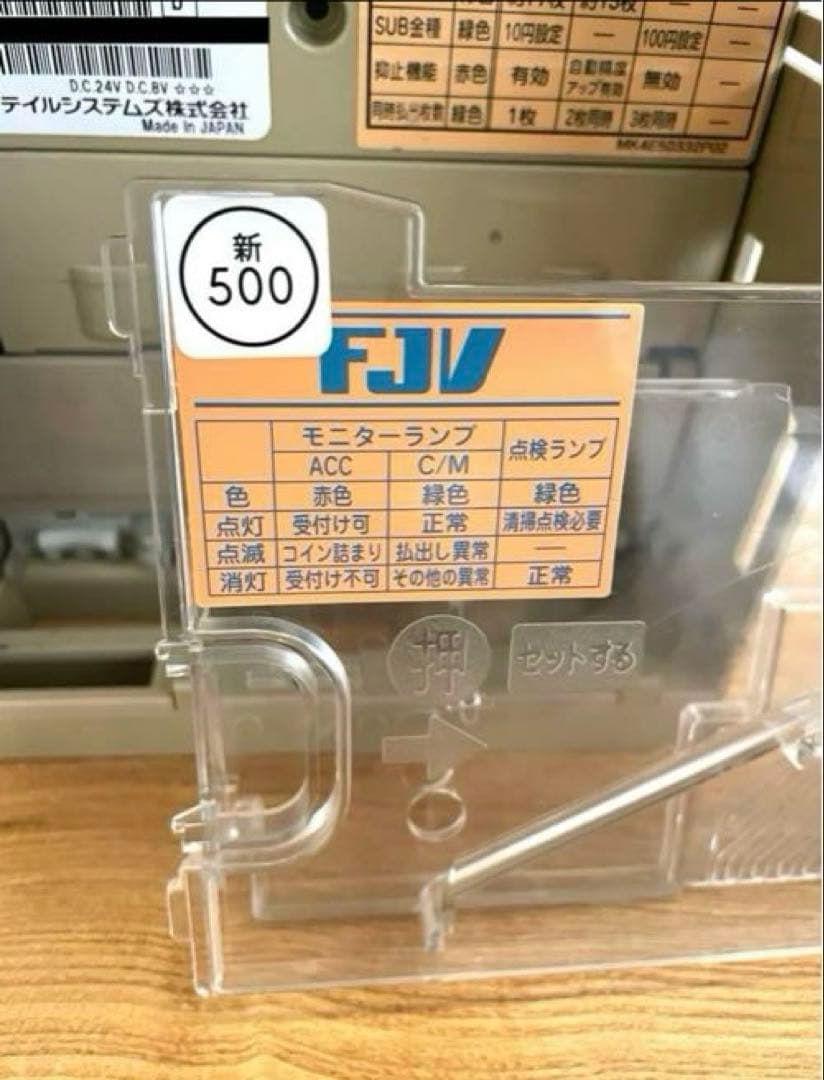 D.C.24V D.C.8V ☆☆☆
テイルシステムズ株式会社
Made in JAPAN
SUB金種 緑色 10円設定 — 100円設定 —
抑止機能 赤色 有効 自動精度アップ有効 無効 —
同時払出枚数 緑色 1枚 2枚同時 3枚同時 —
新
500
FJV
モニターランプ 点検ランプ
ACC C/M
色 赤色 緑色 緑色
点灯 受付け可 正常 清掃点検必要
点滅 コイン詰まり 払出し異常 —
消灯 受付け不可 その他の異常 正常
押 セットする